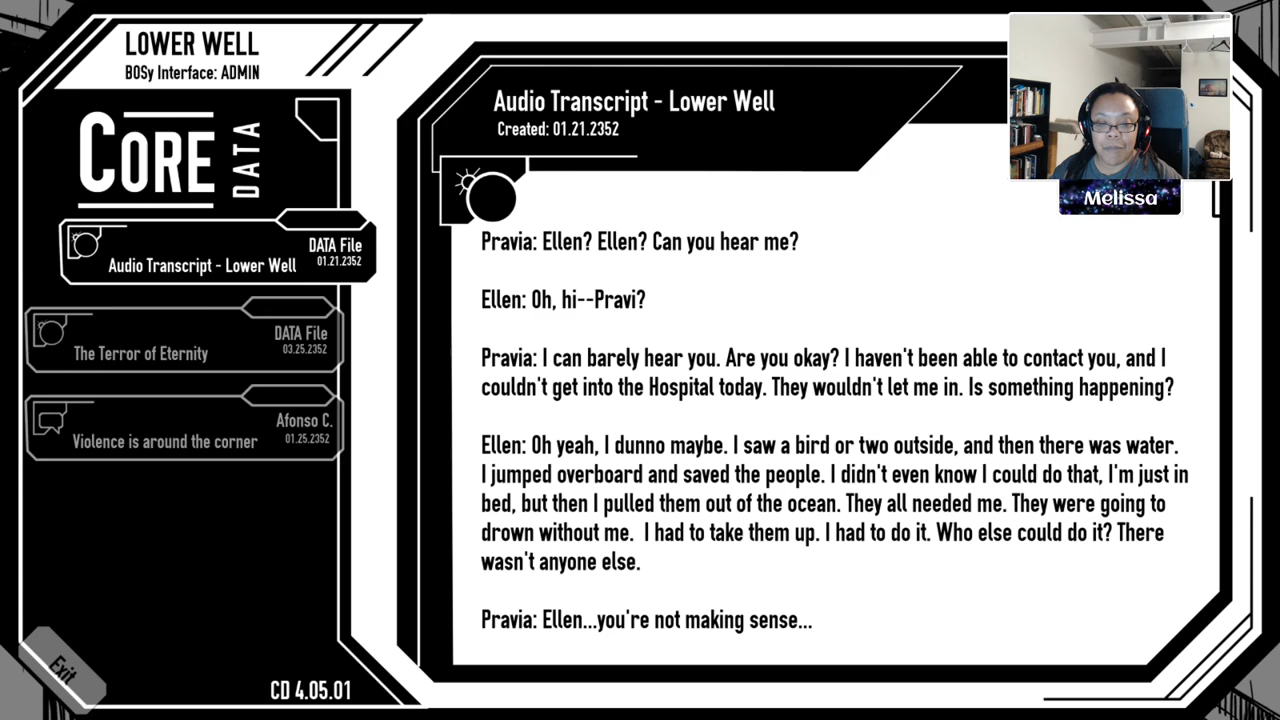 LOWER WELL
BOSy Interface: ADMIN
CORE
DATA
DATA File
01.21.2352
Audio Transcript - Lower Well
DATA File
03.25.2352
The Terror of Eternity
Afonso C.
01.25.2352
Violence is around the corner
Exit
CD 4.05.01
Audio Transcript - Lower Well
Created: 01.21.2352
Melissa
Pravia: Ellen? Ellen? Can you hear me?
Ellen: Oh, hi--Pravi?
Pravia: I can barely hear you. Are you okay? I haven't been able to contact you, and I
couldn't get into the Hospital today. They wouldn't let me in. Is something happening?
Ellen: Oh yeah, I dunno maybe. I saw a bird or two outside, and then there was water.
I jumped overboard and saved the people. I didn't even know I could do that, I'm just in
bed, but then I pulled them out of the ocean. They all needed me. They were going to
drown without me.  I had to take them up. I had to do it. Who else could do it? There
wasn't anyone else.
Pravia: Ellen...you're not making sense...